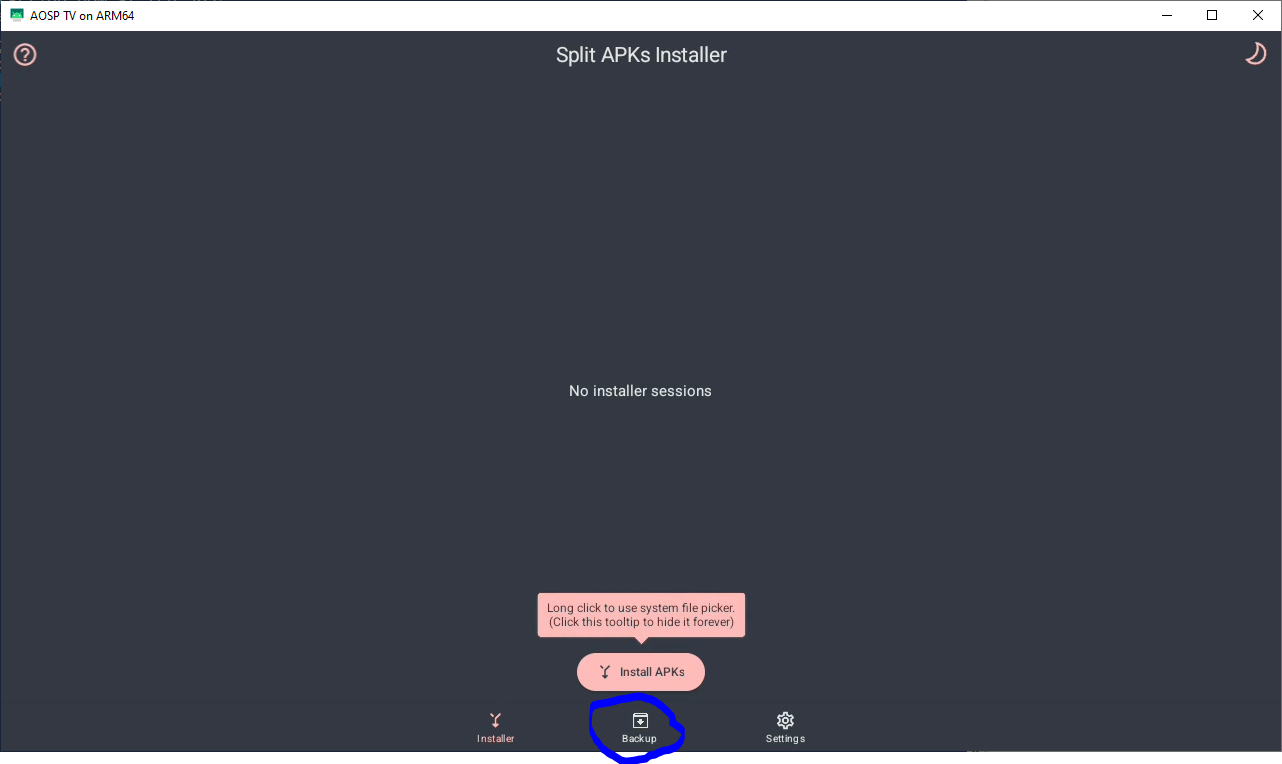 AOSP TV on ARM64
Split APKs Installer
No installer sessions
Long click to use system file picker.
(Click this tooltip to hide it forever)
Install APKs
Installer
Backup
Settings